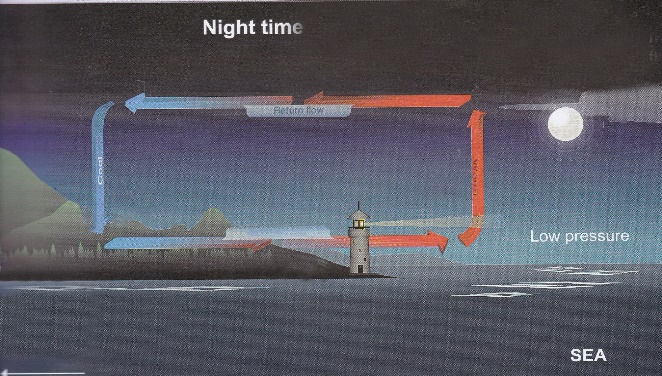 Night time
Return flow
Cool
Low pressure
SEA